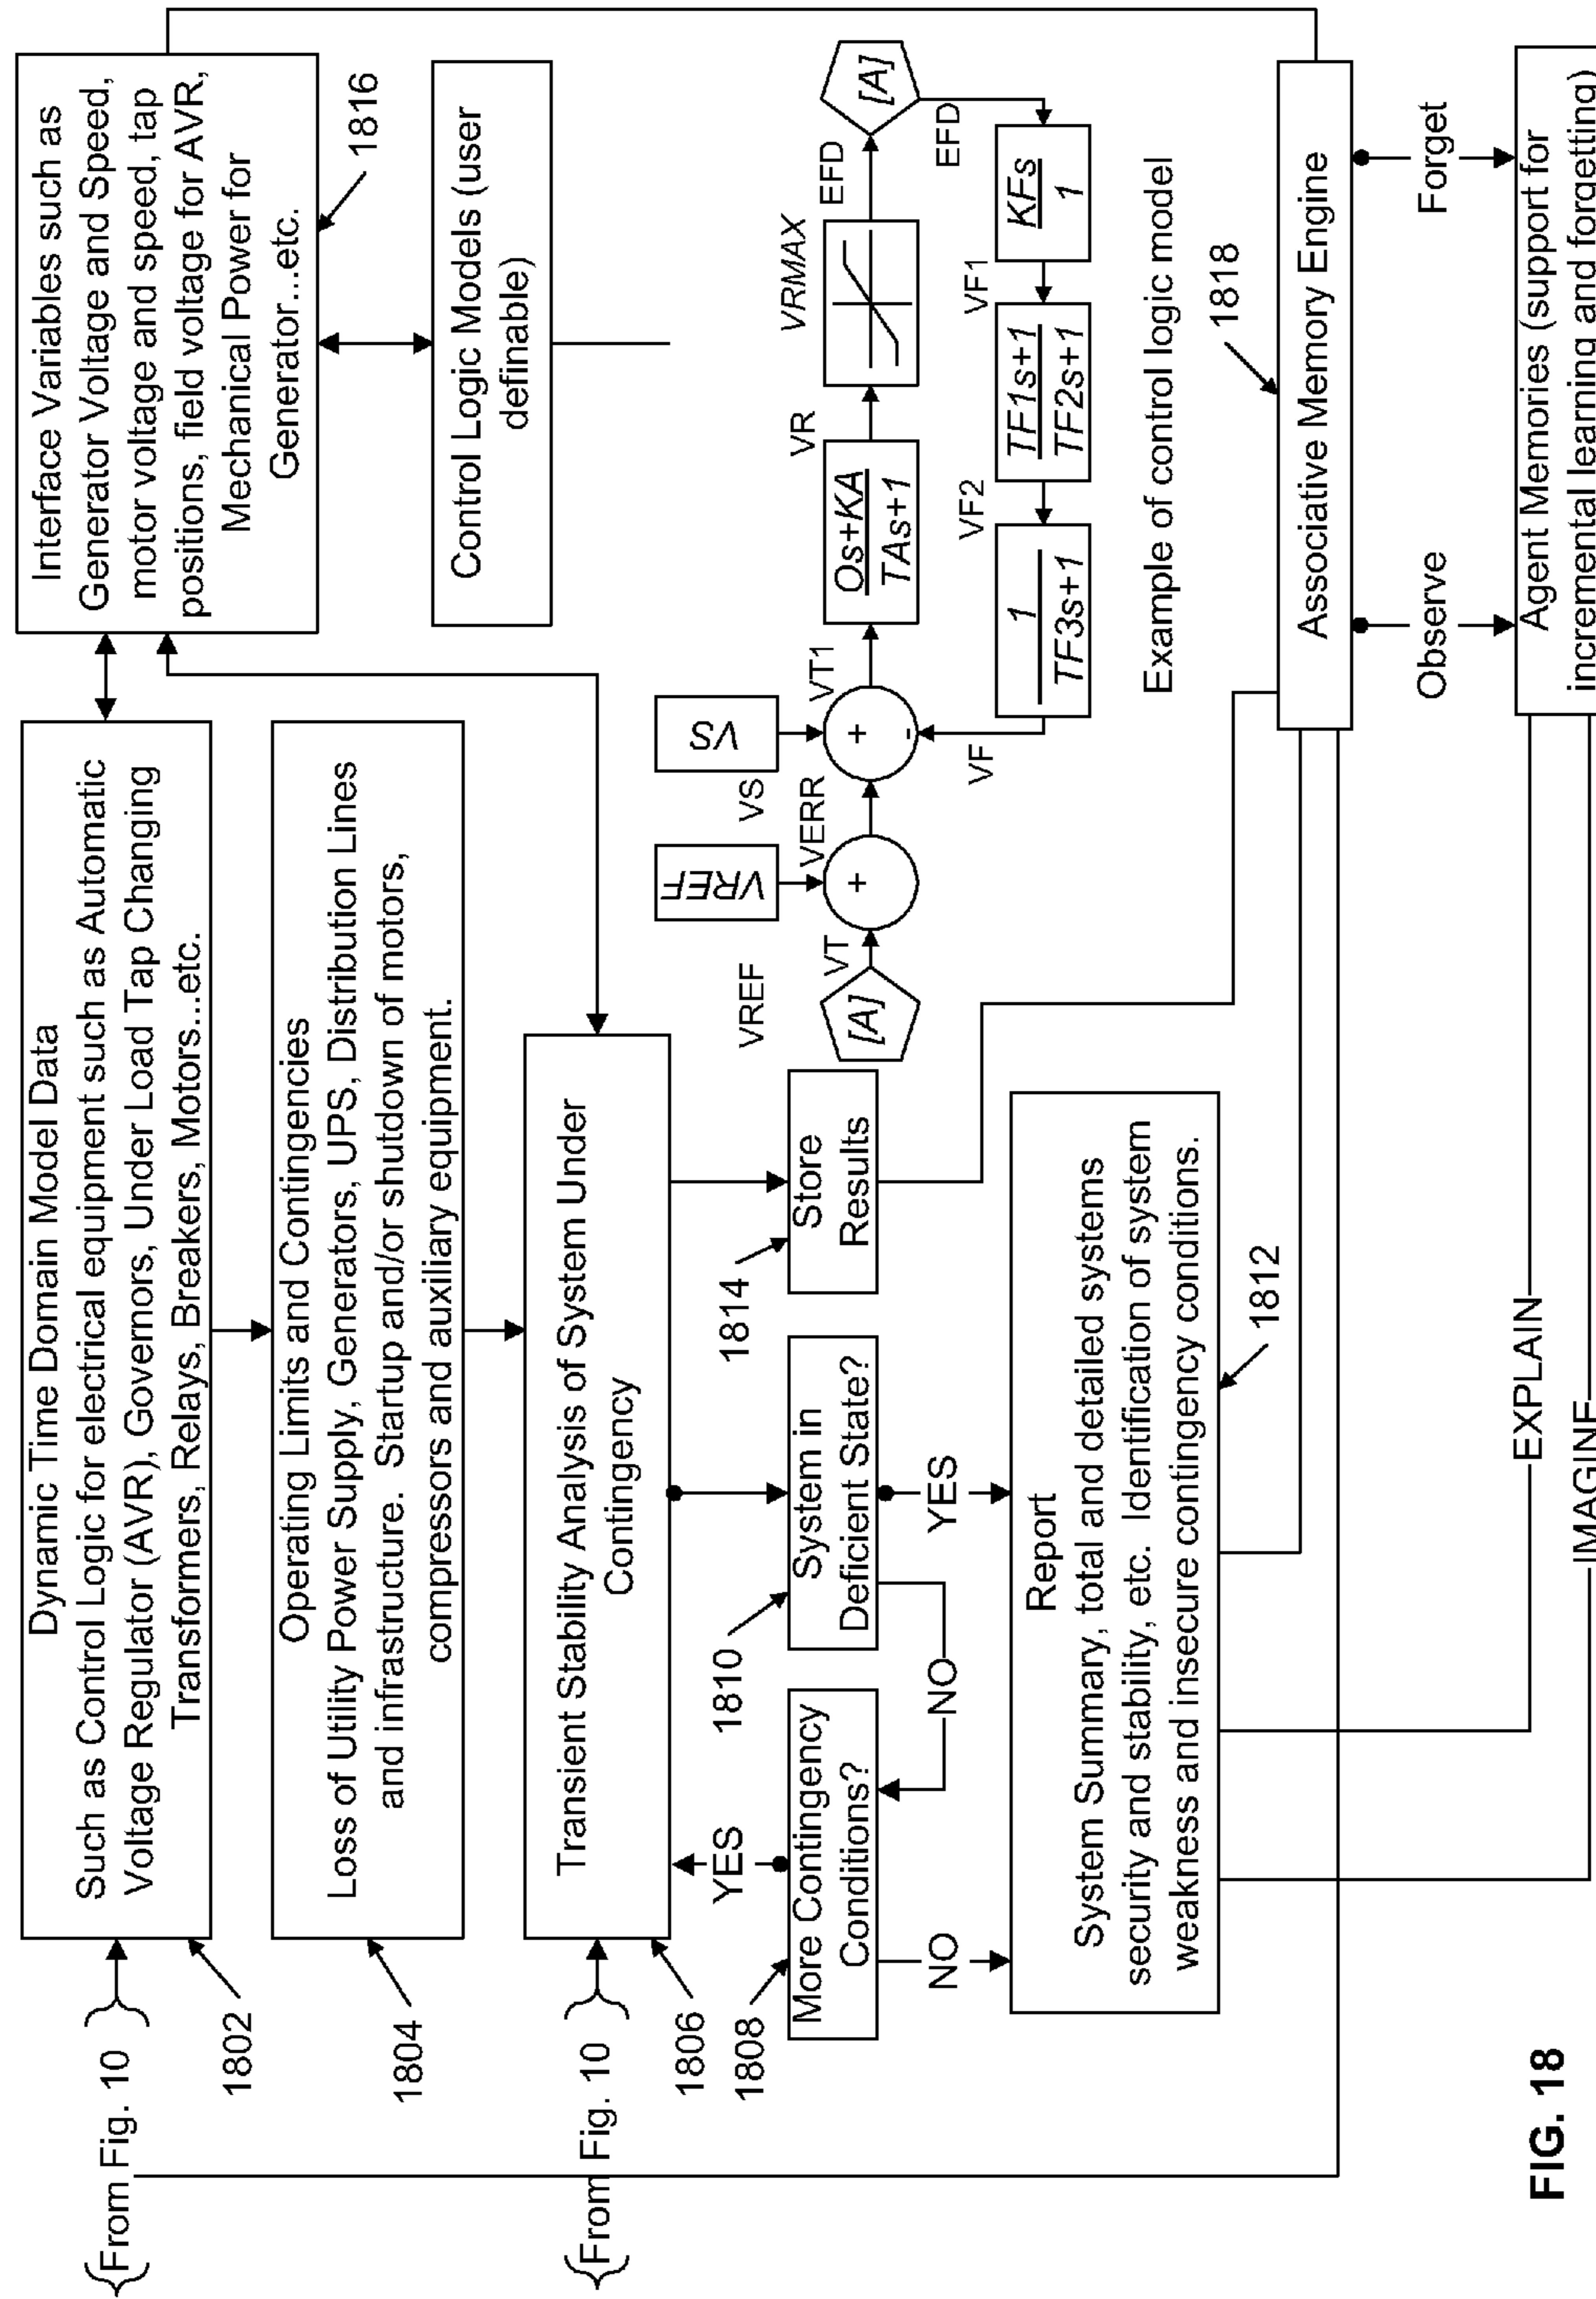 {From Fig. 10}
1802
Dynamic Time Domain Model Data
Such as Control Logic for electrical equipment such as Automatic
Voltage Regulator (AVR), Governors, Under Load Tap Changing
Transformers, Relays, Breakers, Motors...etc.
Interface Variables such as
Generator Voltage and Speed,
motor voltage and speed, tap
positions, field voltage for AVR,
Mechanical Power for
Generator...etc.
1816
1804
Operating Limits and Contingencies
Loss of Utility Power Supply, Generators, UPS, Distribution Lines
and infrastructure. Startup and/or shutdown of motors,
compressors and auxiliary equipment.
Control Logic Models (user
definable)
{From Fig. 10}
1806
Transient Stability Analysis of System Under
Contingency
1808
More Contingency
Conditions?
YES
NO
1810
System in
Deficient State?
NO
YES
1814
Store
Results
VREF
[A]
VT
VREF
+
VERR
VS
VS
+
-
VT1
VF
Os+KA
TAs+1
VR
VRMAX
EFD
[A]
EFD
KFs
1
VF1
TF1s+1
TF2s+1
VF2
1
TF3s+1
Example of control logic model
Report
System Summary, total and detailed systems
security and stability, etc. Identification of system
weakness and insecure contingency conditions.
1812
1818
Associative Memory Engine
Observe
Forget
Agent Memories (support for
incremental learning and forgetting)
EXPLAIN
IMAGINE
FIG. 18